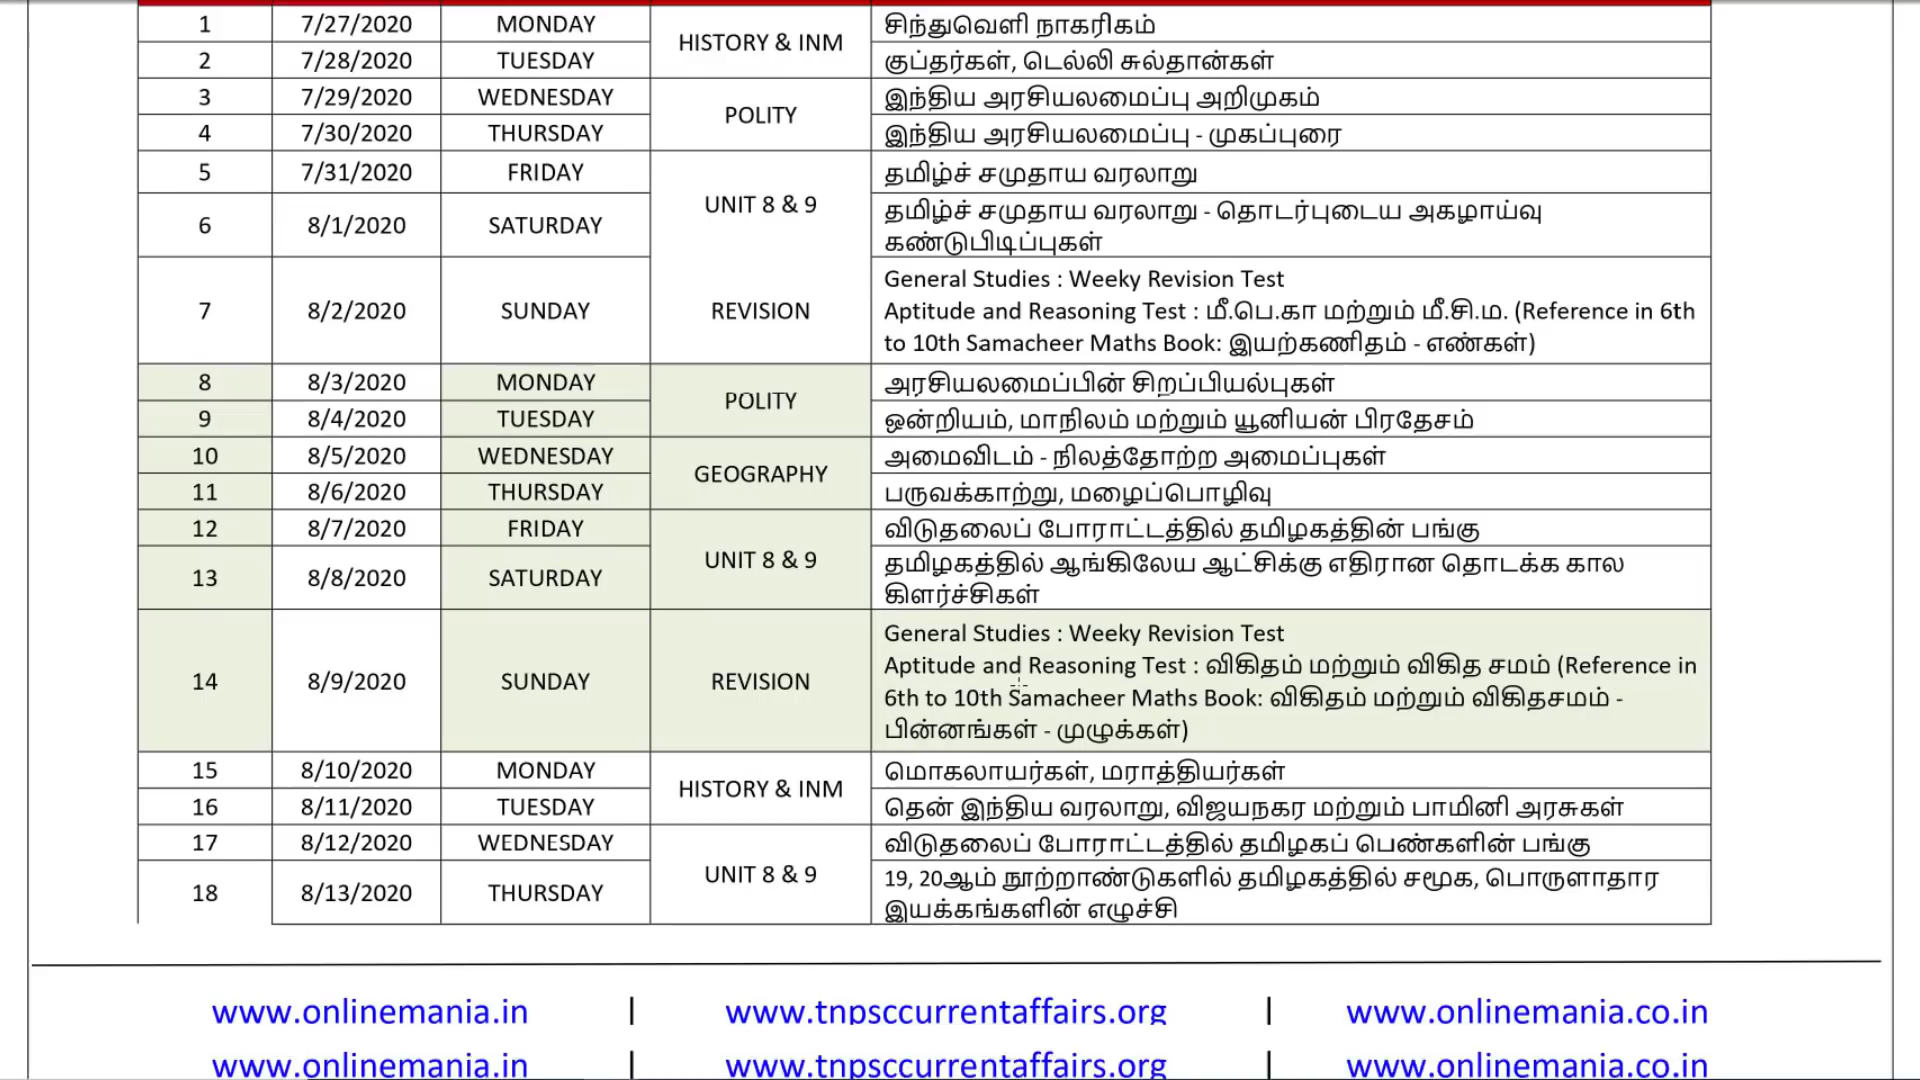 1 7/27/2020 MONDAY HISTORY & INM சிந்துவெளி நாகரிகம்
2 7/28/2020 TUESDAY குப்தர்கள், டெல்லி சுல்தான்கள்
3 7/29/2020 WEDNESDAY POLITY இந்திய அரசியலமைப்பு அறிமுகம்
4 7/30/2020 THURSDAY இந்திய அரசியலமைப்பு - முகப்புரை
5 7/31/2020 FRIDAY UNIT 8 & 9 தமிழ்ச் சமுதாய வரலாறு
6 8/1/2020 SATURDAY தமிழ்ச் சமுதாய வரலாறு - தொடர்புடைய அகழாய்வு
கண்டுபிடிப்புகள்
General Studies : Weeky Revision Test
7 8/2/2020 SUNDAY REVISION Aptitude and Reasoning Test : மீ.பெ.கா மற்றும் மீ.சி.ம. (Reference in 6th
to 10th Samacheer Maths Book: இயற்கணிதம் - எண்கள்)
8 8/3/2020 MONDAY POLITY அரசியலமைப்பின் சிறப்பியல்புகள்
9 8/4/2020 TUESDAY ஒன்றியம், மாநிலம் மற்றும் யூனியன் பிரதேசம்
10 8/5/2020 WEDNESDAY GEOGRAPHY அமைவிடம் - நிலத்தோற்ற அமைப்புகள்
11 8/6/2020 THURSDAY பருவக்காற்று, மழைப்பொழிவு
12 8/7/2020 FRIDAY UNIT 8 & 9 விடுதலைப் போராட்டத்தில் தமிழகத்தின் பங்கு
13 8/8/2020 SATURDAY தமிழகத்தில் ஆங்கிலேய ஆட்சிக்கு எதிரான தொடக்க கால
கிளர்ச்சிகள்
General Studies : Weeky Revision Test
14 8/9/2020 SUNDAY REVISION Aptitude and Reasoning Test : விகிதம் மற்றும் விகித சமம் (Reference in
6th to 10th Samacheer Maths Book: விகிதம் மற்றும் விகிதசமம் -
பின்னங்கள் - முழுக்கள்)
15 8/10/2020 MONDAY HISTORY & INM மொகலாயர்கள், மராத்தியர்கள்
16 8/11/2020 TUESDAY தென் இந்திய வரலாறு, விஜயநகர மற்றும் பாமினி அரசுகள்
17 8/12/2020 WEDNESDAY UNIT 8 & 9 விடுதலைப் போராட்டத்தில் தமிழகப் பெண்களின் பங்கு
18 8/13/2020 THURSDAY 19, 20ஆம் நூற்றாண்டுகளில் தமிழகத்தில் சமூக, பொருளாதார
இயக்கங்களின் எழுச்சி
www.onlinemania.in | www.tnpsccurrentaffairs.org | www.onlinemania.co.in
www.onlinemania.in | www.tnpsccurrentaffairs.org | www.onlinemania.co.in